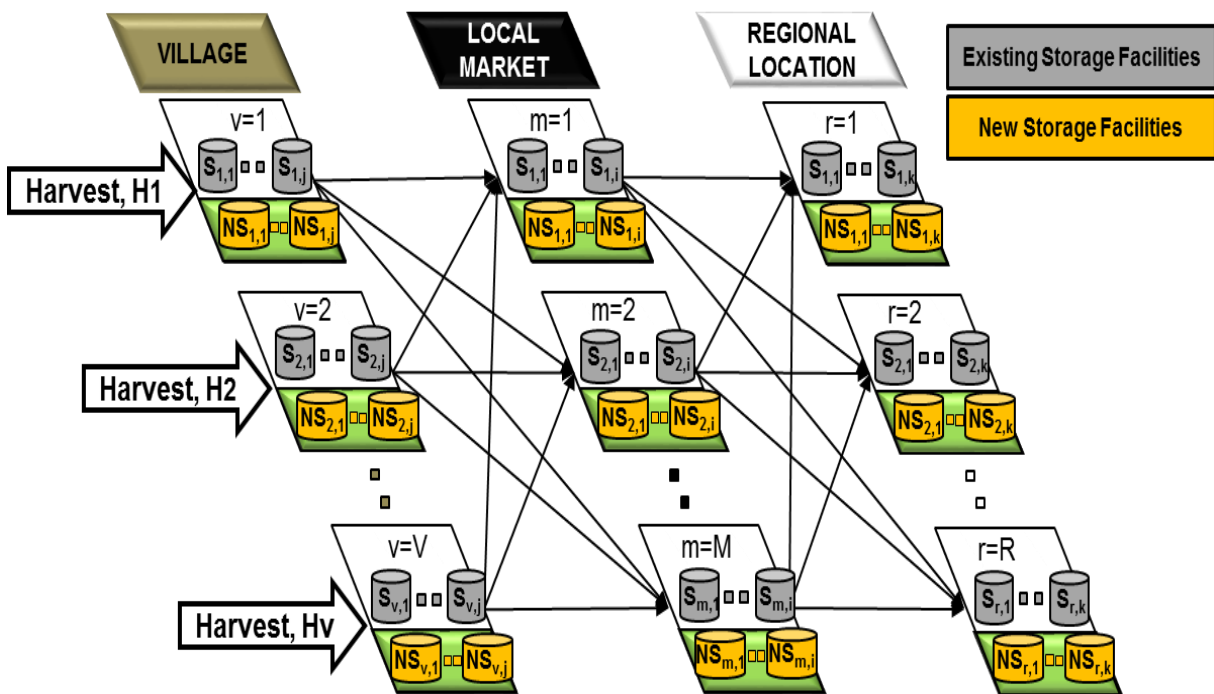 VILLAGE
LOCAL
MARKET
REGIONAL
LOCATION
Existing Storage Facilities
New Storage Facilities
v=1
m=1
r=1
S1,1 S1,j
S1,1 S1,i
S1,1 S1,k
Harvest, H1
NS1,1 NS1,j
NS1,1 NS1,i
NS1,1 NS1,k
v=2
m=2
r=2
S2,1 S2,j
S2,1 S2,i
S2,1 S2,k
Harvest, H2
NS2,1 NS2,j
NS2,1 NS2,i
NS2,1 NS2,k
v=V
m=M
r=R
Sv,1 Sv,j
Sm,1 Sm,i
Sr,1 Sr,k
Harvest, Hv
NSv,1 NSv,j
NSm,1 NSm,i
NSr,1 NSr,k